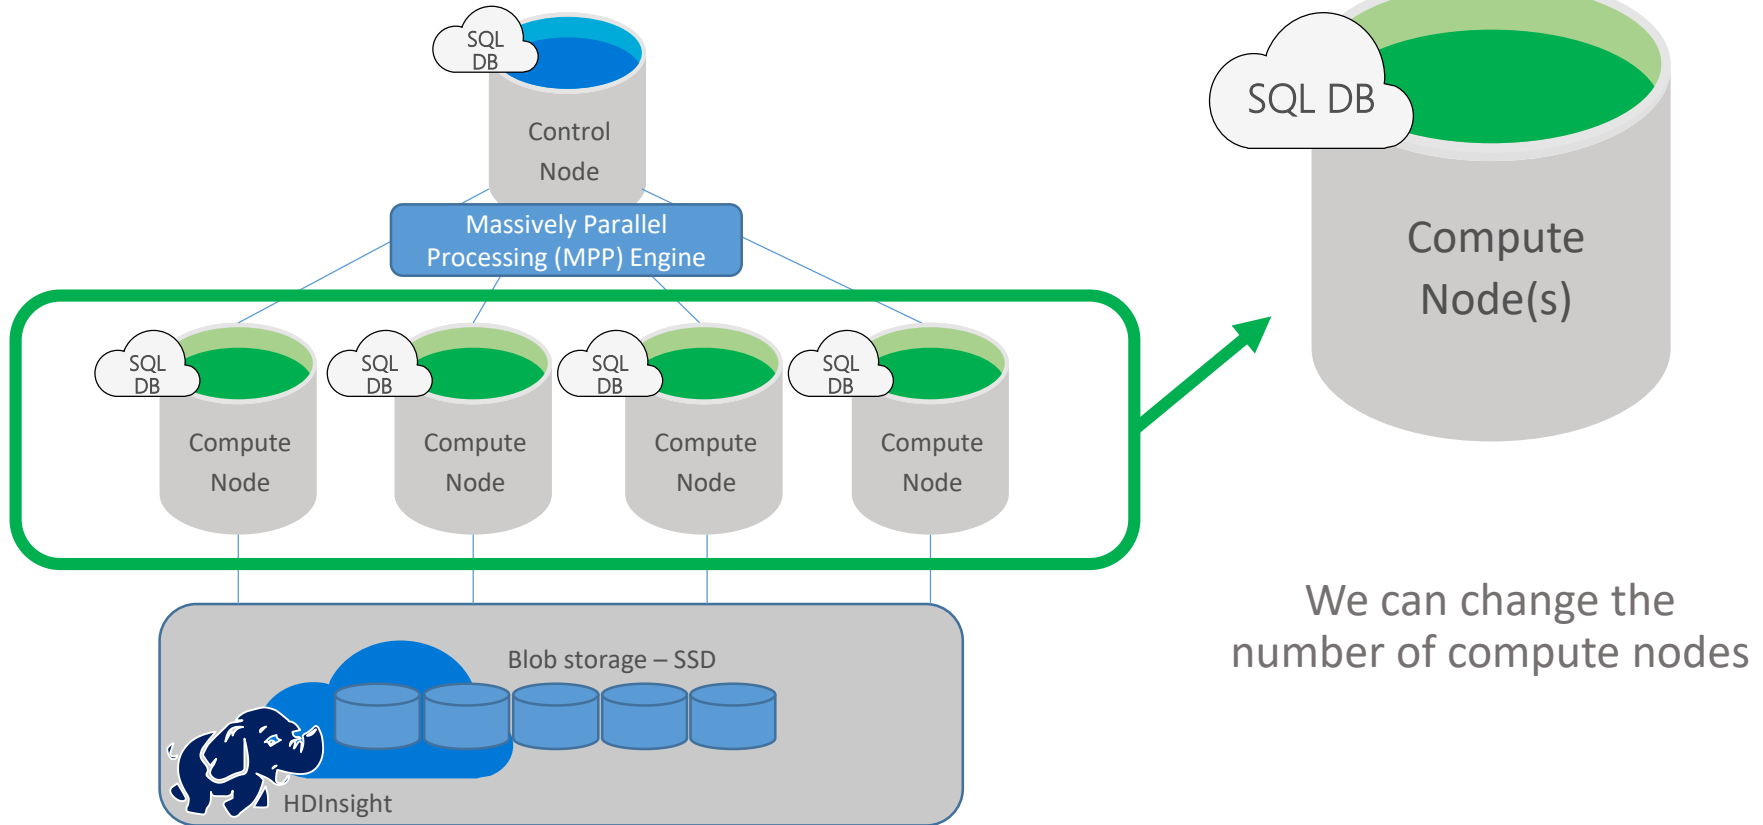 SQL
DB
Control
Node
Massively Parallel
Processing (MPP) Engine
SQL
DB
Compute
Node
SQL
DB
Compute
Node
SQL
DB
Compute
Node
SQL
DB
Compute
Node
Blob storage – SSD
HDInsight
SQL DB
Compute
Node(s)
We can change the
number of compute nodes